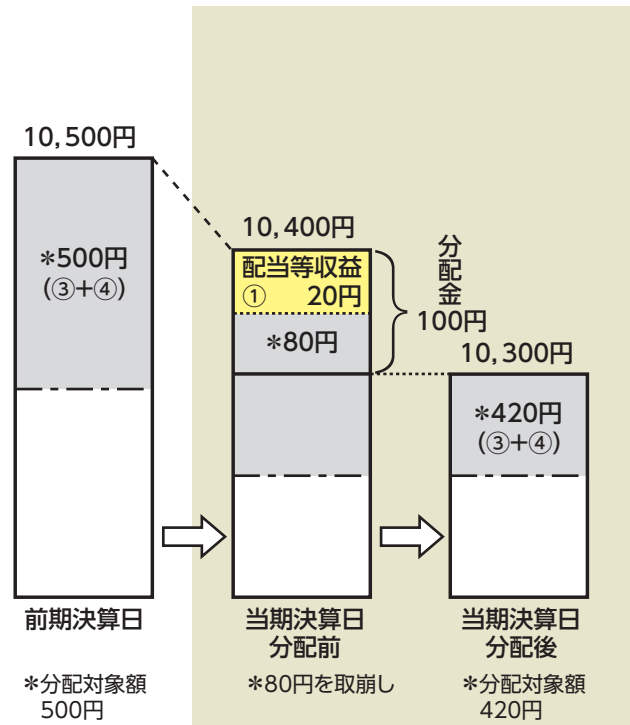 10,500円
*500円
(③+④)
前期決算日
*分配対象額
500円
10,400円
配当等収益
① 20円
*80円
分配金
100円
当期決算日
分配前
*80円を取崩し
10,300円
*420円
(③+④)
当期決算日
分配後
*分配対象額
420円